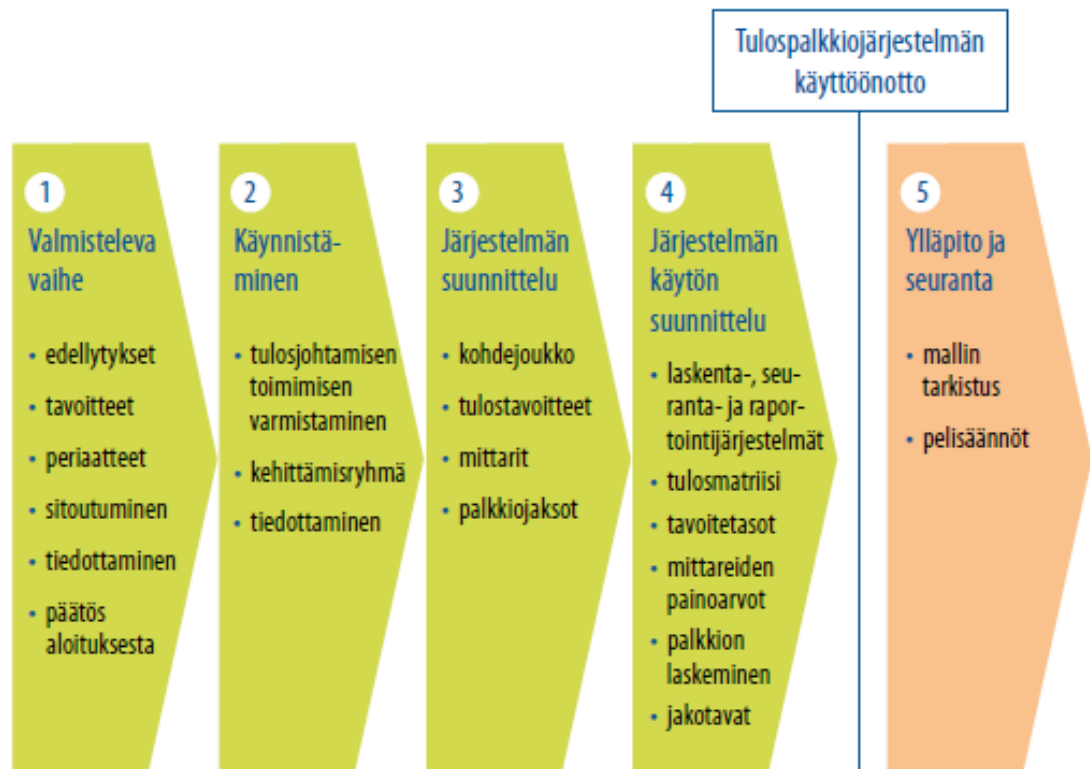 Tulospalkkiojärjestelmän
käyttöönotto
1
Valmisteleva
vaihe
• edellytykset
• tavoitteet
• periaatteet
• sitoutuminen
• tiedottaminen
• päätös
aloituksesta
2
Käynnistä-
minen
• tulosjohtamisen
toimimisen
varmistaminen
• kehittämisryhmä
• tiedottaminen
3
Järjestelmän
suunnittelu
• kohdejoukko
• tulostavoitteet
• mittarit
• palkkiojaksot
4
Järjestelmän
käytön
suunnittelu
• laskenta-, seu-
ranta- ja rapor-
tointijärjestelmät
• tulosmatriisi
• tavoitetasot
• mittareiden
painoarvot
• palkkion
laskeminen
• jakotavat
5
Ylläpito ja
seuranta
• mallin
tarkistus
• pelisäännöt